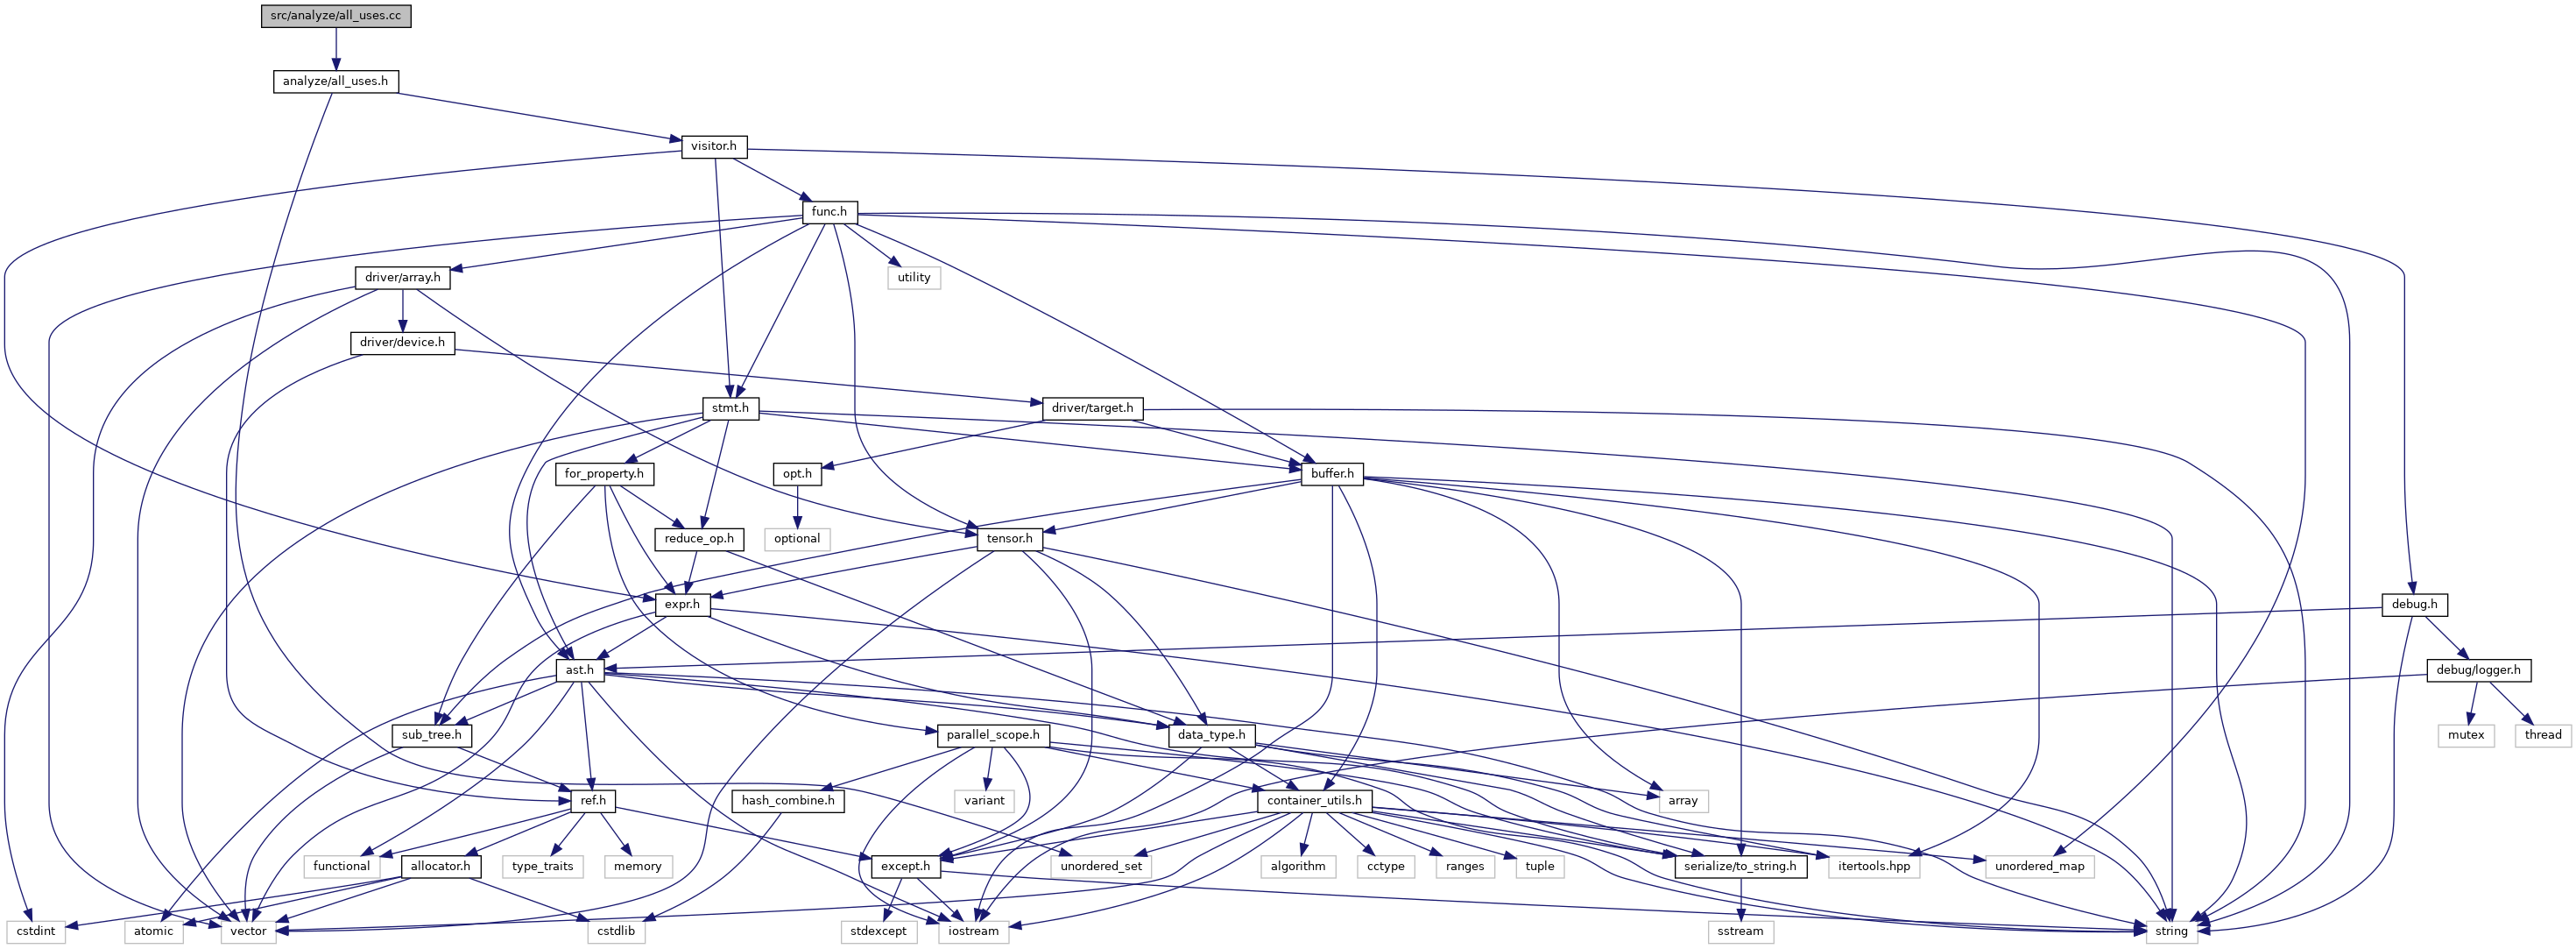 src/analyze/all_uses.cc
analyze/all_uses.h
visitor.h
func.h
driver/array.h
utility
driver/device.h
stmt.h
driver/target.h
for_property.h
opt.h
buffer.h
reduce_op.h
optional
tensor.h
expr.h
debug.h
ast.h
debug/logger.h
sub_tree.h
parallel_scope.h
data_type.h
mutex
thread
ref.h
hash_combine.h
variant
container_utils.h
array
functional
allocator.h
type_traits
memory
except.h
unordered_set
algorithm
cctype
ranges
tuple
serialize/to_string.h
itertools.hpp
unordered_map
cstdint
atomic
vector
cstdlib
stdexcept
iostream
sstream
string